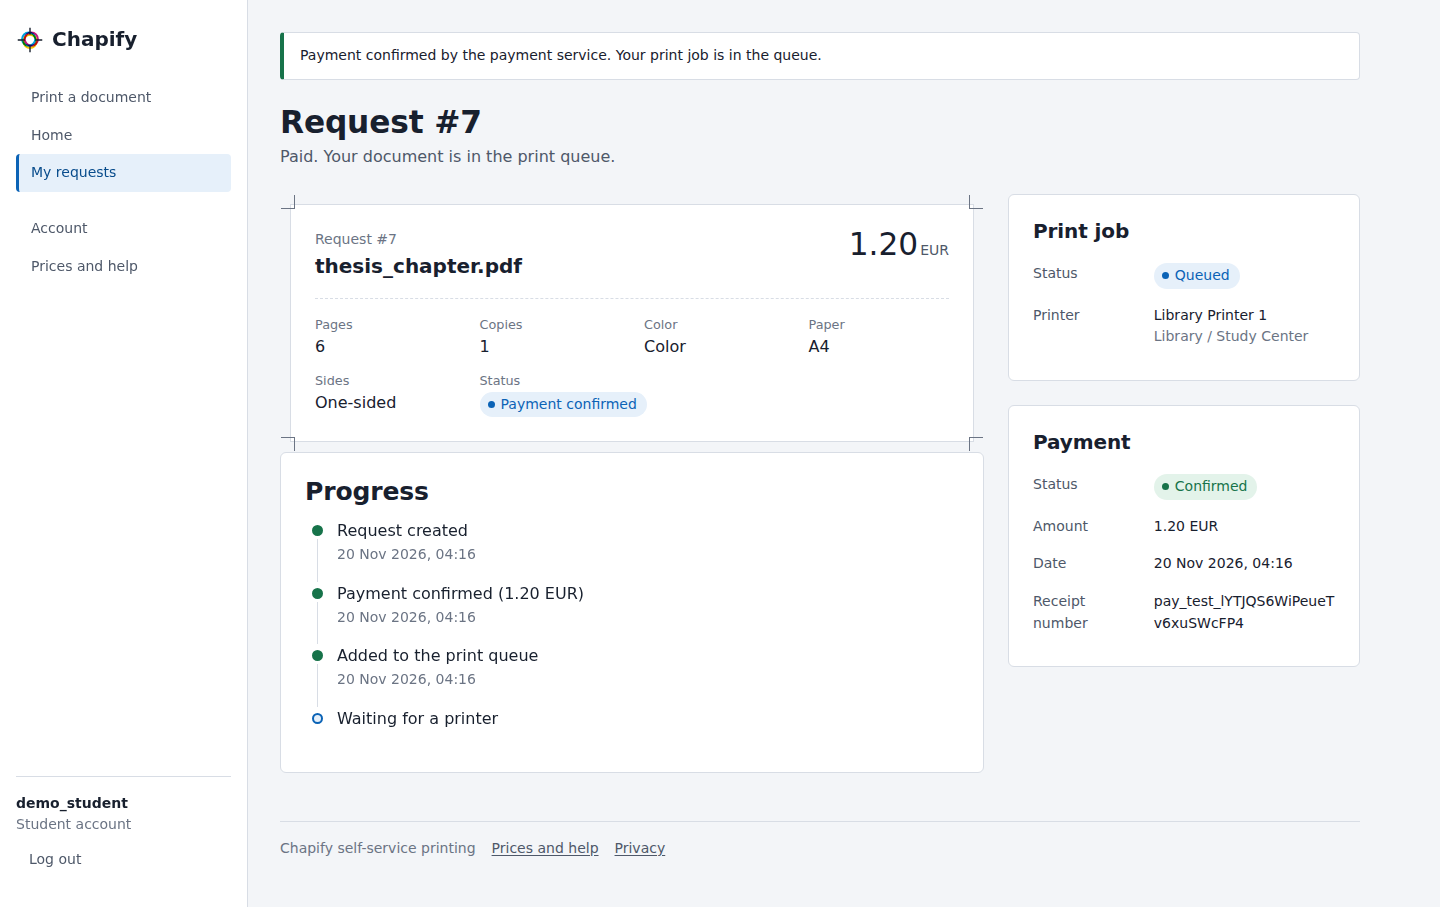 Chapify
Print a document
Home
My requests
Account
Prices and help
demo_student
Student account
Log out
Payment confirmed by the payment service. Your print job is in the queue.
Request #7
Paid. Your document is in the print queue.
Request #7
thesis_chapter.pdf
1.20 EUR
Pages
6
Copies
1
Color
Color
Paper
A4
Sides
One-sided
Status
Payment confirmed
Progress
Request created
20 Nov 2026, 04:16
Payment confirmed (1.20 EUR)
20 Nov 2026, 04:16
Added to the print queue
20 Nov 2026, 04:16
Waiting for a printer
Print job
Status
Queued
Printer
Library Printer 1
Library / Study Center
Payment
Status
Confirmed
Amount
1.20 EUR
Date
20 Nov 2026, 04:16
Receipt
number
pay_test_lYTJQS6WiPeueT
v6xuSWcFP4
Chapify self-service printing
Prices and help
Privacy